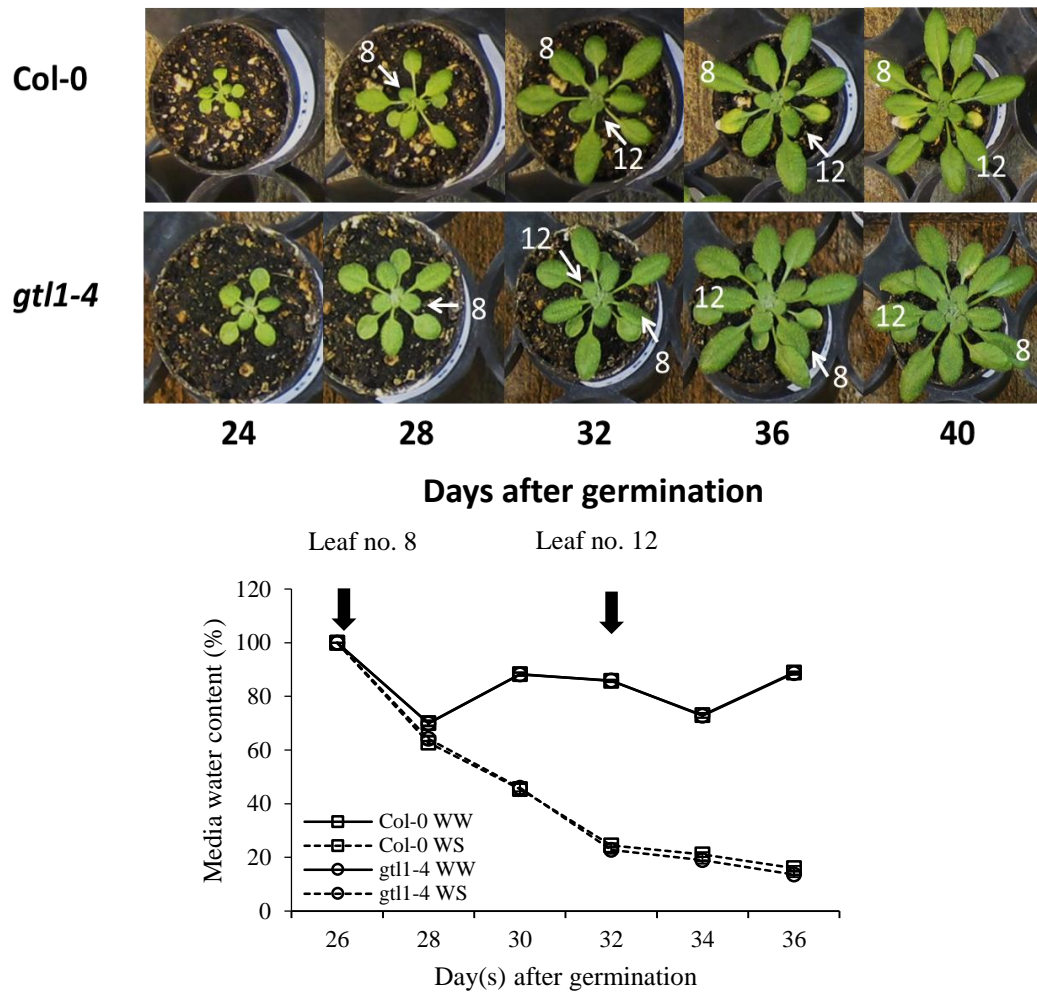 Col-0
8
8
12
8
12
8
12
gtl1-4
8
12
8
12
8
12
8
24 28 32 36 40
Days after germination
Leaf no. 8 Leaf no. 12
120
100
80
60
40
20
0
Media water content (%)
Col-0 WW
Col-0 WS
gtl1-4 WW
gtl1-4 WS
26 28 30 32 34 36
Day(s) after germination